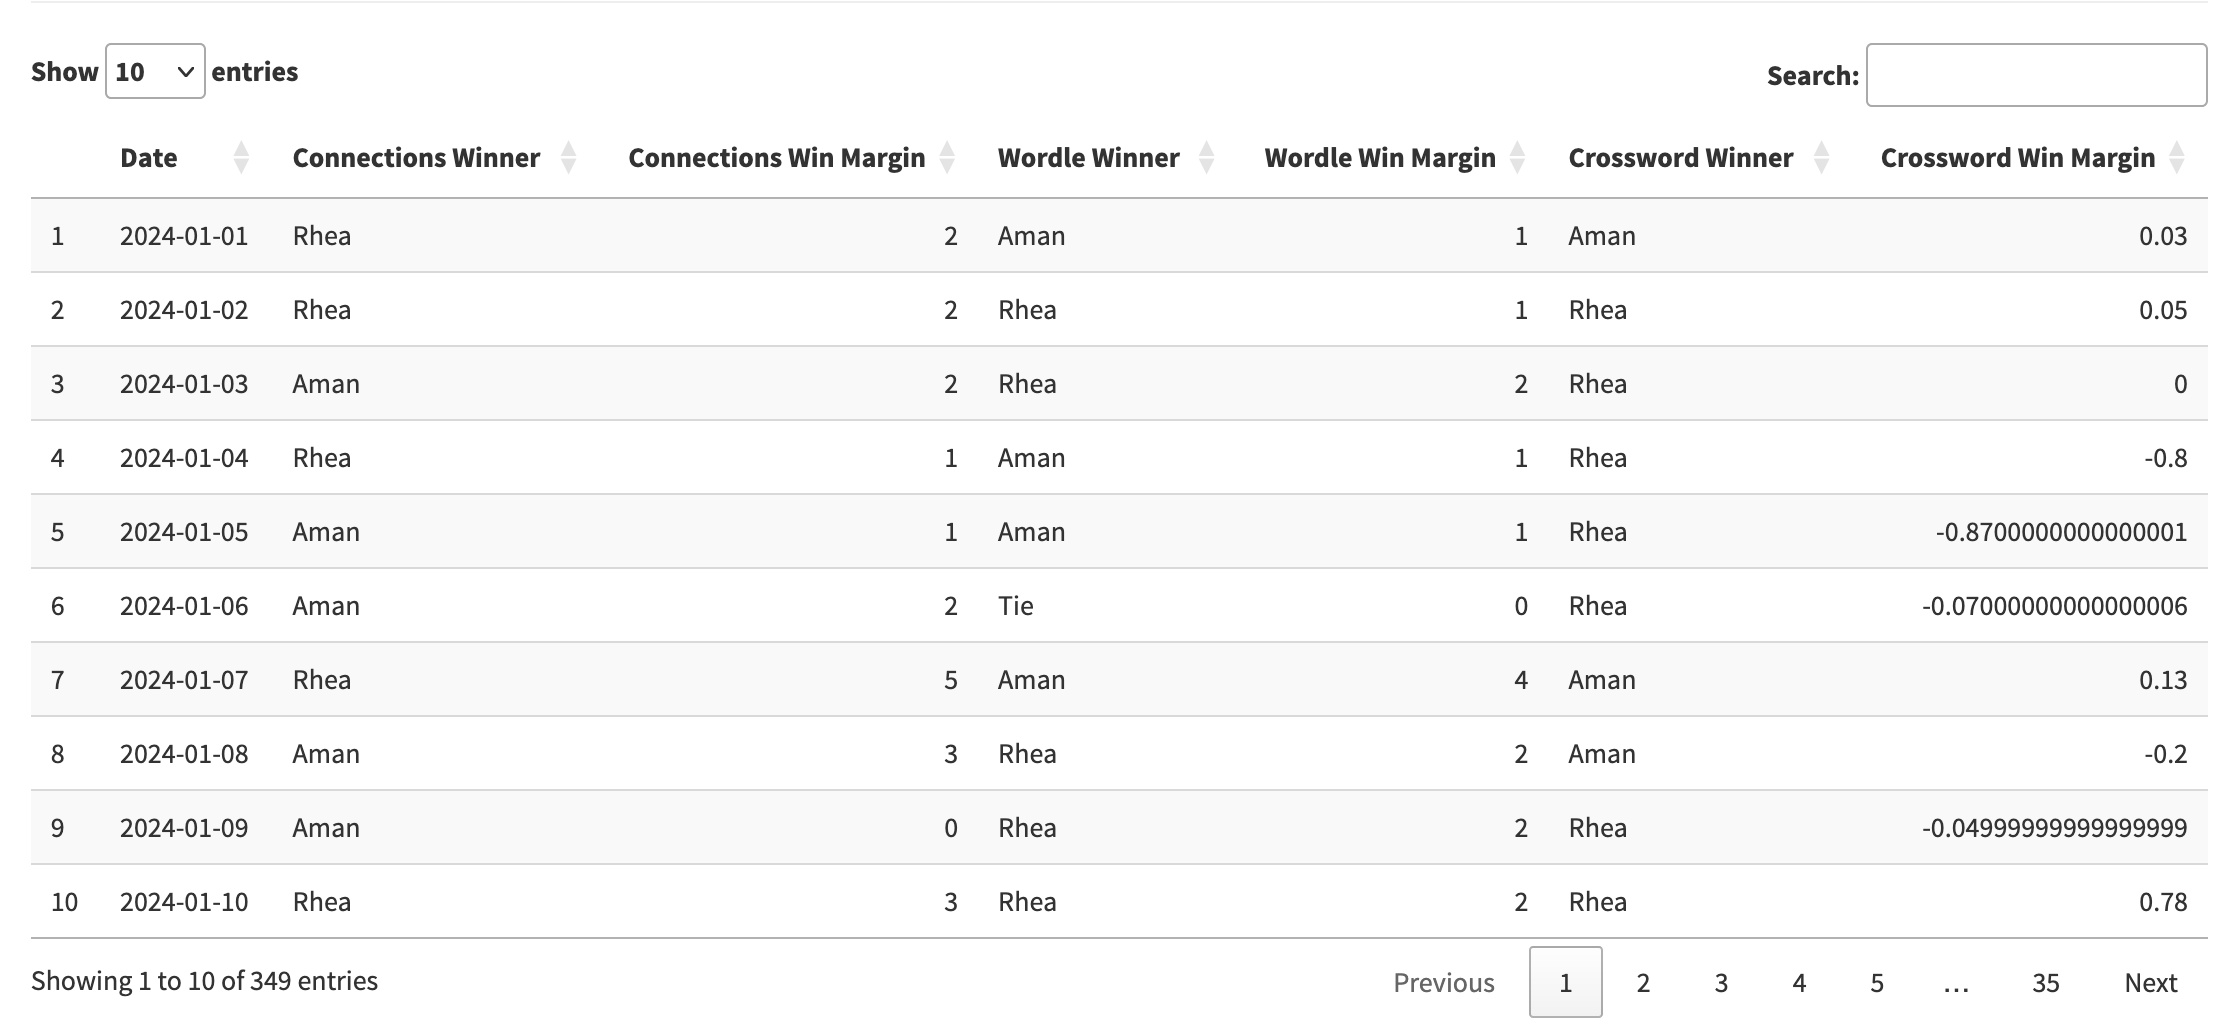 Show 10 entries Search:
Date Connections Winner Connections Win Margin Wordle Winner Wordle Win Margin Crossword Winner Crossword Win Margin
1 2024-01-01 Rhea 2 Aman 1 Aman 0.03
2 2024-01-02 Rhea 2 Rhea 1 Rhea 0.05
3 2024-01-03 Aman 2 Rhea 2 Rhea 0
4 2024-01-04 Rhea 1 Aman 1 Rhea -0.8
5 2024-01-05 Aman 1 Aman 1 Rhea -0.8700000000000001
6 2024-01-06 Aman 2 Tie 0 Rhea -0.07000000000000006
7 2024-01-07 Rhea 5 Aman 4 Aman 0.13
8 2024-01-08 Aman 3 Rhea 2 Aman -0.2
9 2024-01-09 Aman 0 Rhea 2 Rhea -0.04999999999999999
10 2024-01-10 Rhea 3 Rhea 2 Rhea 0.78
Showing 1 to 10 of 349 entries Previous 1 2 3 4 5 … 35 Next